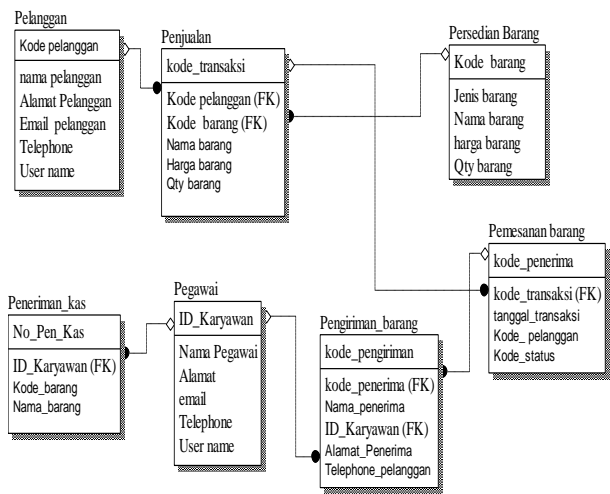 Pelanggan
Kode pelanggan
nama pelanggan
Alamat Pelanggan
Email pelanggan
Telephone
User name
Penjualan
kode_transaksi
Kode pelanggan (FK)
Kode barang (FK)
Nama barang
Harga barang
Qty barang
Persedian Barang
Kode barang
Jenis barang
Nama barang
harga barang
Qty barang
Pemesanan barang
kode_penerima
kode_transaksi (FK)
tanggal_transaksi
Kode_ pelanggan
Kode_status
Peneriman_kas
No_Pen_Kas
ID_Karyawan (FK)
Kode_barang
Nama_barang
Pegawai
ID_Karyawan
Nama Pegawai
Alamat
email
Telephone
User name
Pengiriman_barang
kode_pengiriman
kode_penerima (FK)
Nama_penerima
ID_Karyawan (FK)
Alamat_Penerima
Telephone_pelanggan